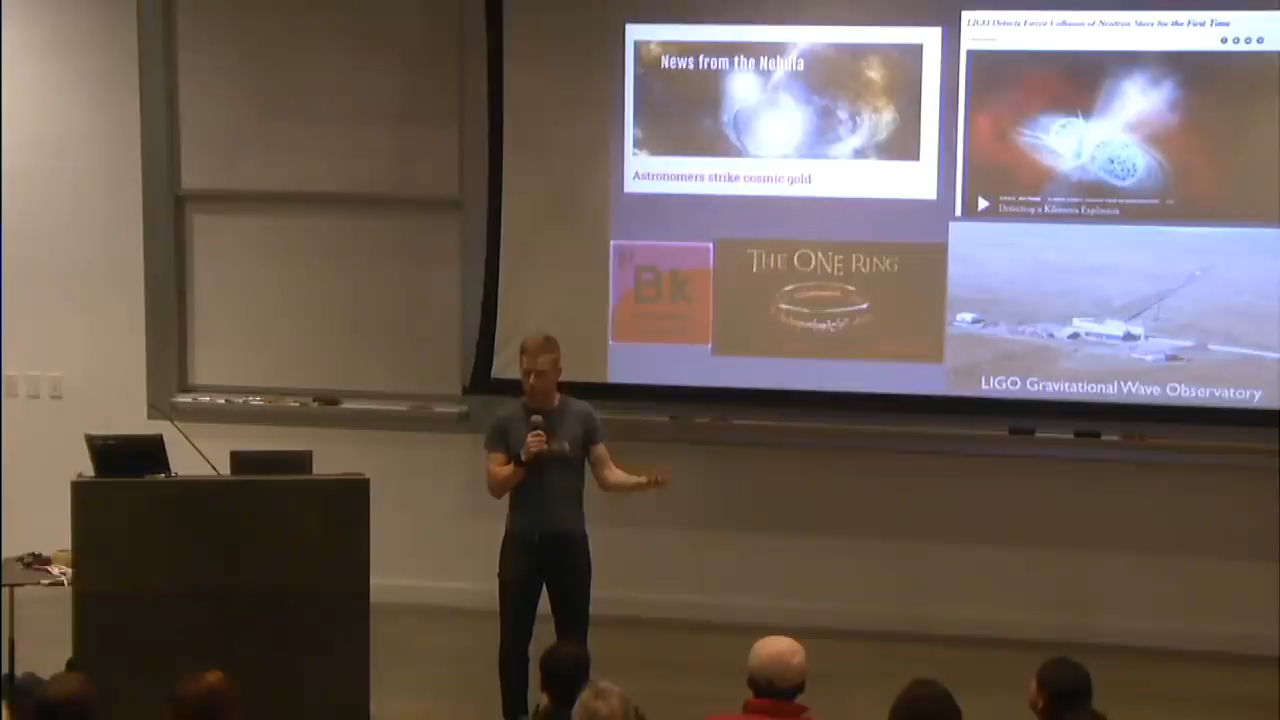 News from the Nebula
Astronomers strike cosmic gold
LIGO Detects Fierce Collision of Neutron Stars for the First Time
Detecting a Kilonova Explosion
Bk
THE ONE RING
LIGO Gravitational Wave Observatory